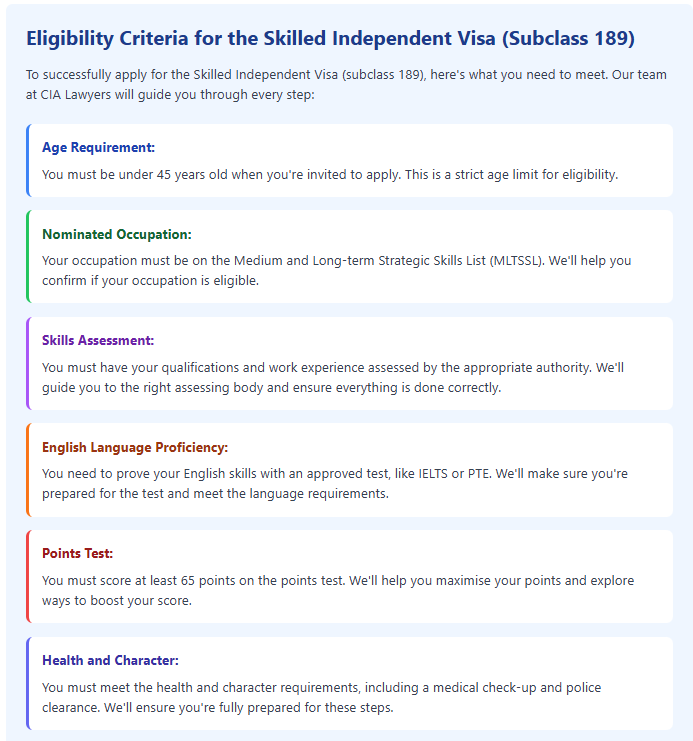 Eligibility Criteria for the Skilled Independent Visa (Subclass 189)
To successfully apply for the Skilled Independent Visa (subclass 189), here's what you need to meet. Our team
at CIA Lawyers will guide you through every step:
Age Requirement:
You must be under 45 years old when you're invited to apply. This is a strict age limit for eligibility.
Nominated Occupation:
Your occupation must be on the Medium and Long-term Strategic Skills List (MLTSSL). We'll help you
confirm if your occupation is eligible.
Skills Assessment:
You must have your qualifications and work experience assessed by the appropriate authority. We'll
guide you to the right assessing body and ensure everything is done correctly.
English Language Proficiency:
You need to prove your English skills with an approved test, like IELTS or PTE. We'll make sure you're
prepared for the test and meet the language requirements.
Points Test:
You must score at least 65 points on the points test. We'll help you maximise your points and explore
ways to boost your score.
Health and Character:
You must meet the health and character requirements, including a medical check-up and police
clearance. We'll ensure you're fully prepared for these steps.